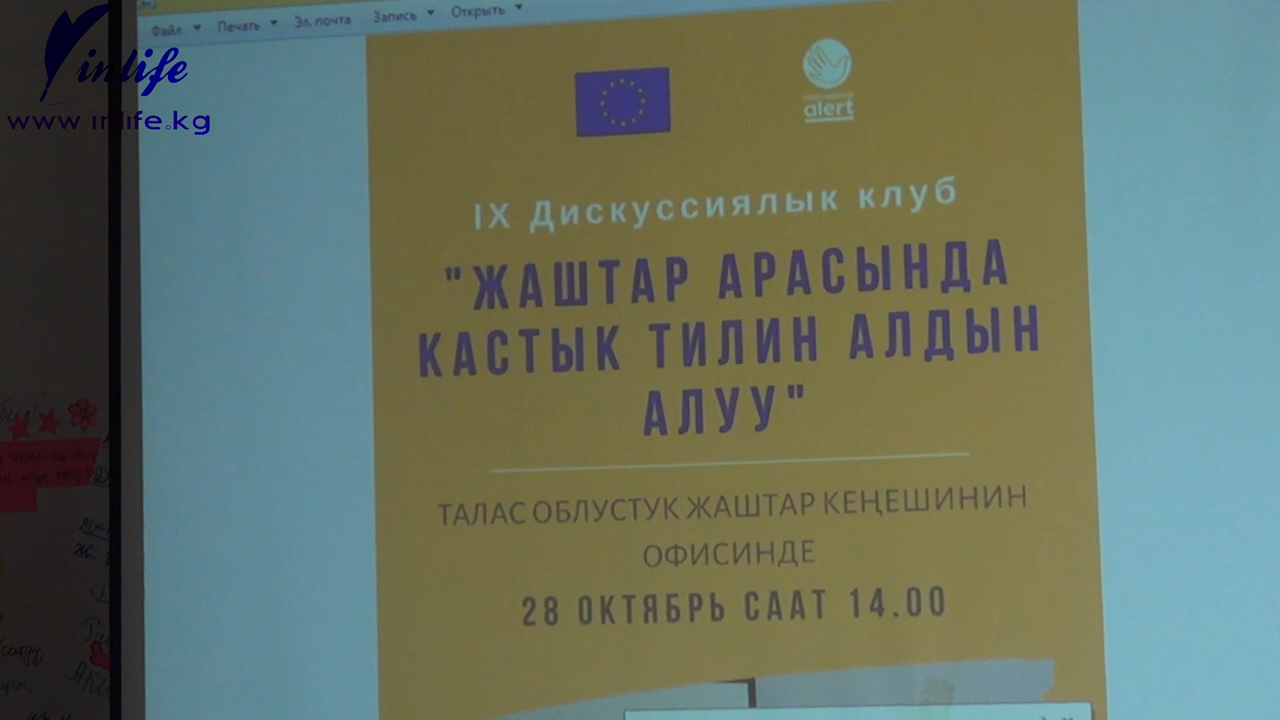 Файл Печать Эл. почта Запись Открыть
inlife
www.inlife.kg
alert
IX Дискуссиялык клуб
"ЖАШТАР АРАСЫНДА
КАСТЫК ТИЛИН АЛДЫН
АЛУУ"
ТАЛАС ОБЛУСТУК ЖАШТАР КЕҢЕШИНИН
ОФИСИНДЕ
28 ОКТЯБРЬ СААТ 14.00